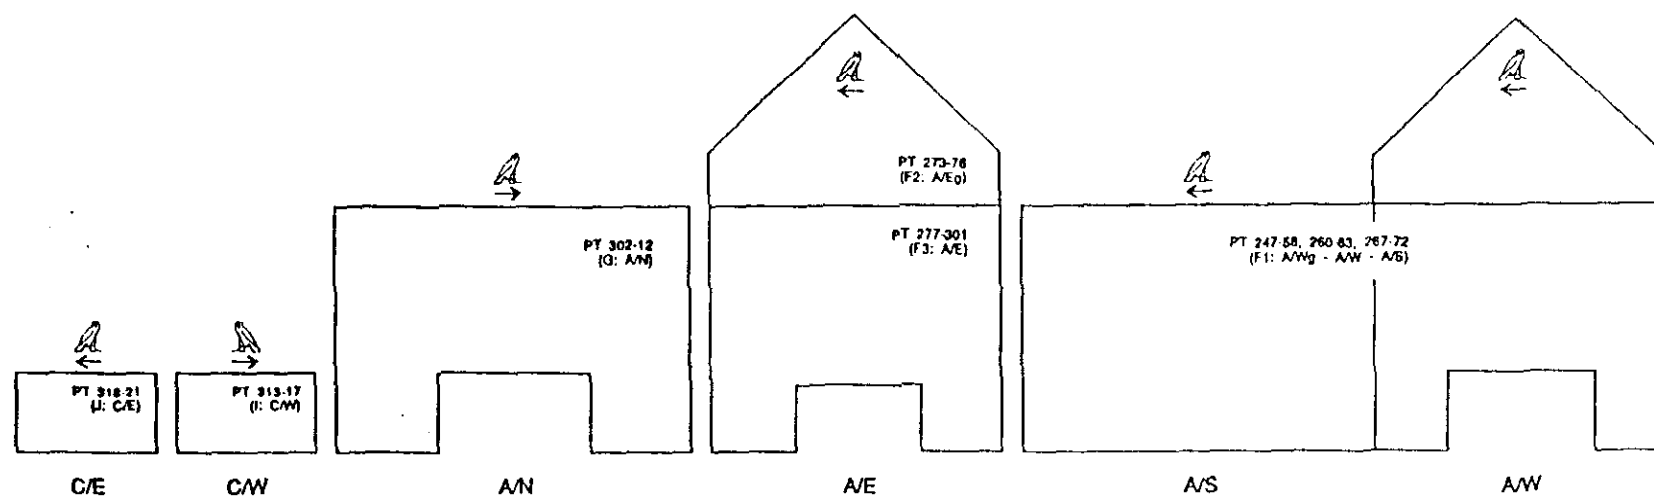 PT 273-76
(F2: A/Eg)
PT 318-21
(J: C/E)
PT 313-17
(I: C/W)
PT 302-12
(G: A/N)
PT 277-301
(F3: A/E)
PT 247-58, 260-63, 267-72
(F1: A/Wg - A/W - A/S)
C/E
C/W
A/N
A/E
A/S
A/W